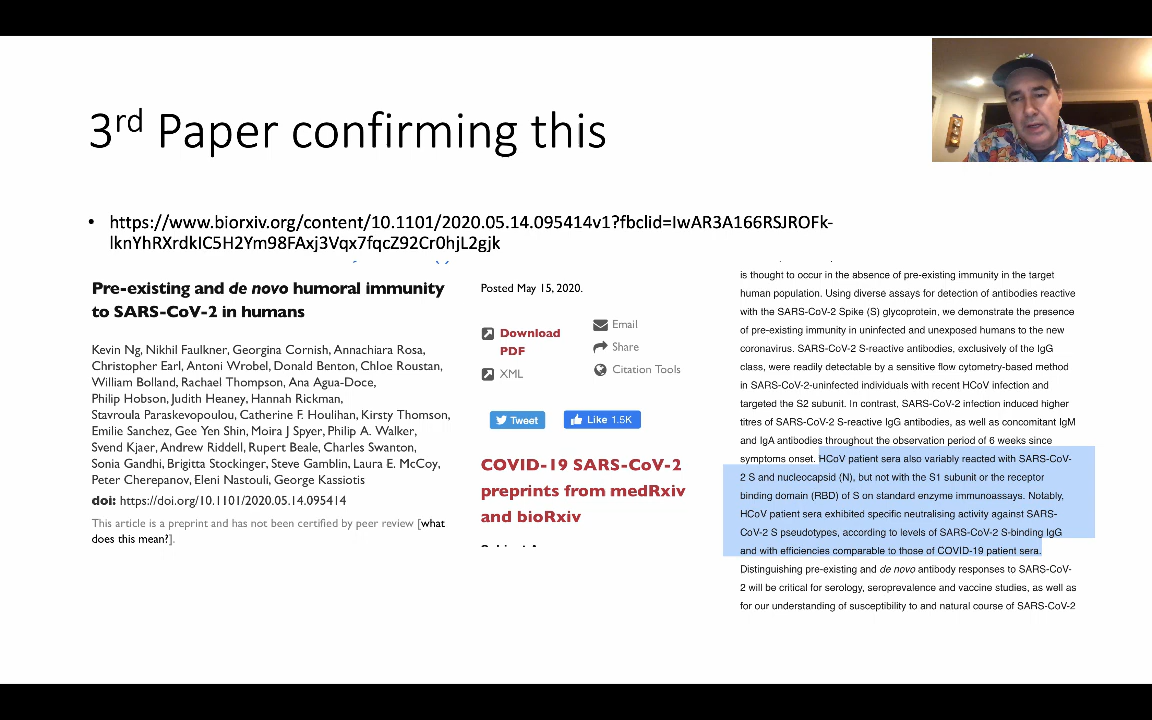 3rd Paper confirming this
• https://www.biorxiv.org/content/10.1101/2020.05.14.095414v1?fbclid=IwAR3A166RSJROFk-
lknYhRXrdkIC5H2Ym98FAxj3Vqx7fqcZ92Cr0hjL2gjk
Pre-existing and de novo humoral immunity
to SARS-CoV-2 in humans
Kevin Ng, Nikhil Faulkner, Georgina Cornish, Annachiara Rosa,
Christopher Earl, Antoni Wrobel, Donald Benton, Chloe Roustan,
William Bolland, Rachael Thompson, Ana Agua-Doce,
Philip Hobson, Judith Heaney, Hannah Rickman,
Stavroula Paraskevopoulou, Catherine F. Houlihan, Kirsty Thomson,
Emilie Sanchez, Gee Yen Shin, Moira J Spyer, Philip A. Walker,
Svend Kjaer, Andrew Riddell, Rupert Beale, Charles Swanton,
Sonia Gandhi, Brigitta Stockinger, Steve Gamblin, Laura E. McCoy,
Peter Cherepanov, Eleni Nastouli, George Kassiotis
doi: https://doi.org/10.1101/2020.05.14.095414
This article is a preprint and has not been certified by peer review [what
does this mean?].
Posted May 15, 2020.
Download
PDF
XML
Email
Share
Citation Tools
Tweet
Like 1.5K
COVID-19 SARS-CoV-2
preprints from medRxiv
and bioRxiv
is thought to occur in the absence of pre-existing immunity in the target
human population. Using diverse assays for detection of antibodies reactive
with the SARS-CoV-2 Spike (S) glycoprotein, we demonstrate the presence
of pre-existing immunity in uninfected and unexposed humans to the new
coronavirus. SARS-CoV-2 S-reactive antibodies, exclusively of the IgG
class, were readily detectable by a sensitive flow cytometry-based method
in SARS-CoV-2-uninfected individuals with recent HCoV infection and
targeted the S2 subunit. In contrast, SARS-CoV-2 infection induced higher
titres of SARS-CoV-2 S-reactive IgG antibodies, as well as concomitant IgM
and IgA antibodies throughout the observation period of 6 weeks since
symptoms onset. HCoV patient sera also variably reacted with SARS-CoV-
2 S and nucleocapsid (N), but not with the S1 subunit or the receptor
binding domain (RBD) of S on standard enzyme immunoassays. Notably,
HCoV patient sera exhibited specific neutralising activity against SARS-
CoV-2 S pseudotypes, according to levels of SARS-CoV-2 S-binding IgG
and with efficiencies comparable to those of COVID-19 patient sera.
Distinguishing pre-existing and de novo antibody responses to SARS-CoV-
2 will be critical for serology, seroprevalence and vaccine studies, as well as
for our understanding of susceptibility to and natural course of SARS-CoV-2